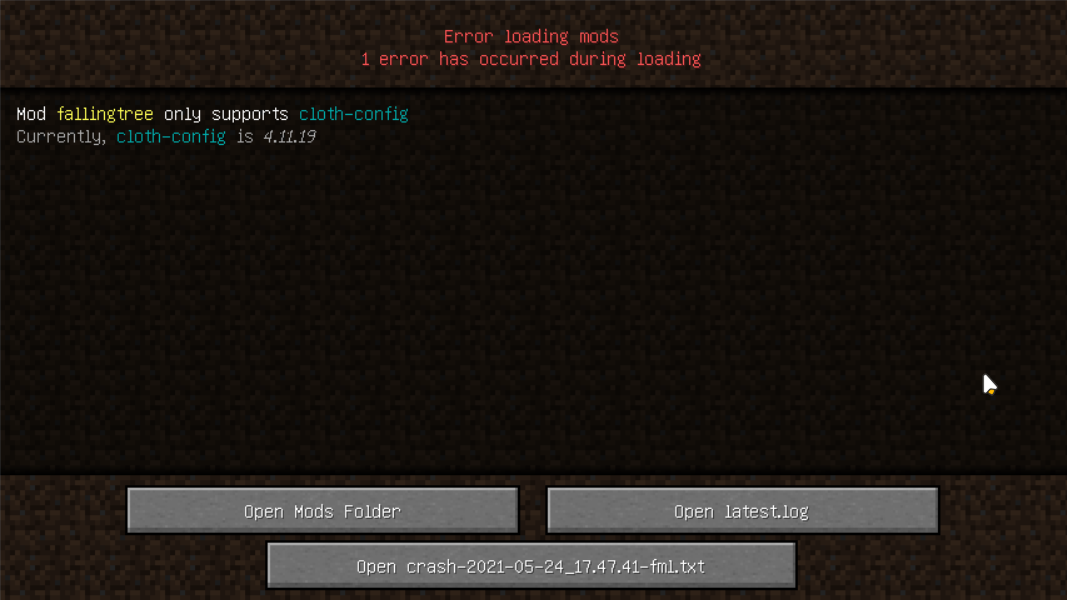 Error loading mods
1 error has occurred during loading
Mod fallingtree only supports cloth-config
Currently, cloth-config is 4.11.19
Open Mods Folder
Open latest.log
Open crash-2021-05-24_17.47.41-fml.txt